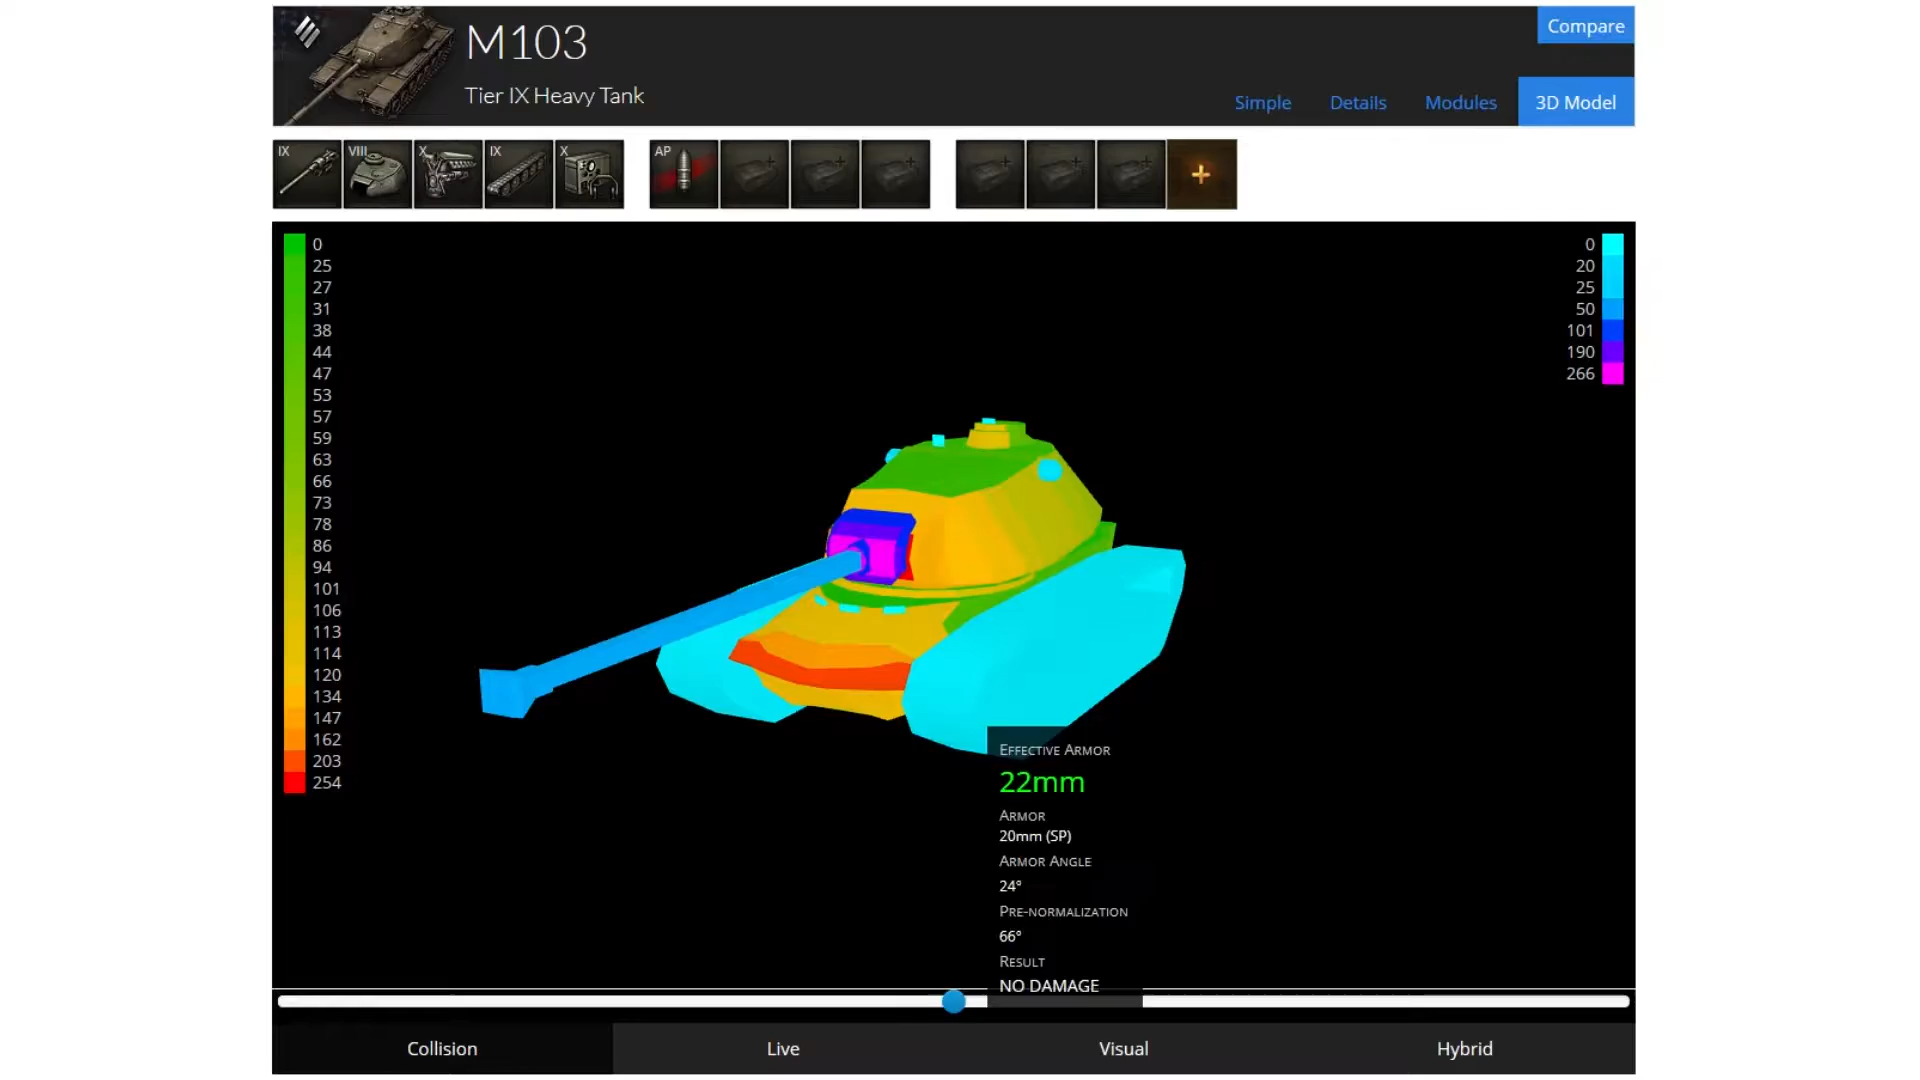 M103
Compare
Tier IX Heavy Tank
Simple
Details
Modules
3D Model
IX
VIII
X
IX
X
AP
0
25
27
31
38
44
47
53
57
59
63
66
73
78
86
94
101
106
113
114
120
134
147
162
203
254
0
20
25
50
101
190
266
EFFECTIVE ARMOR
22mm
ARMOR
20mm (SP)
ARMOR ANGLE
24°
PRE-NORMALIZATION
66°
RESULT
NO DAMAGE
Collision
Live
Visual
Hybrid